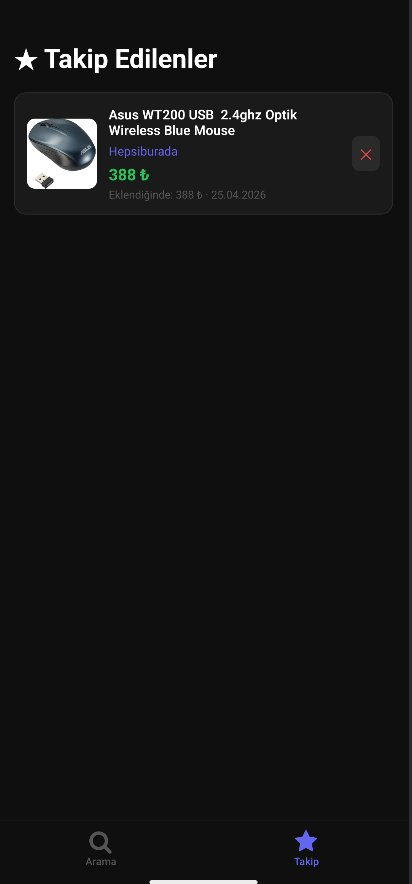 ★ Takip Edilenler
Asus WT200 USB  2.4ghz Optik
Wireless Blue Mouse
Hepsiburada
388 ₺
Eklendiğinde: 388 ₺ · 25.04.2026
Arama
Takip